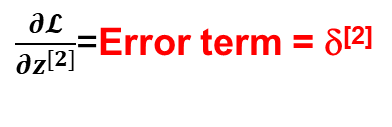 ∂ℒ/∂z^[2] = Error term = δ^[2]